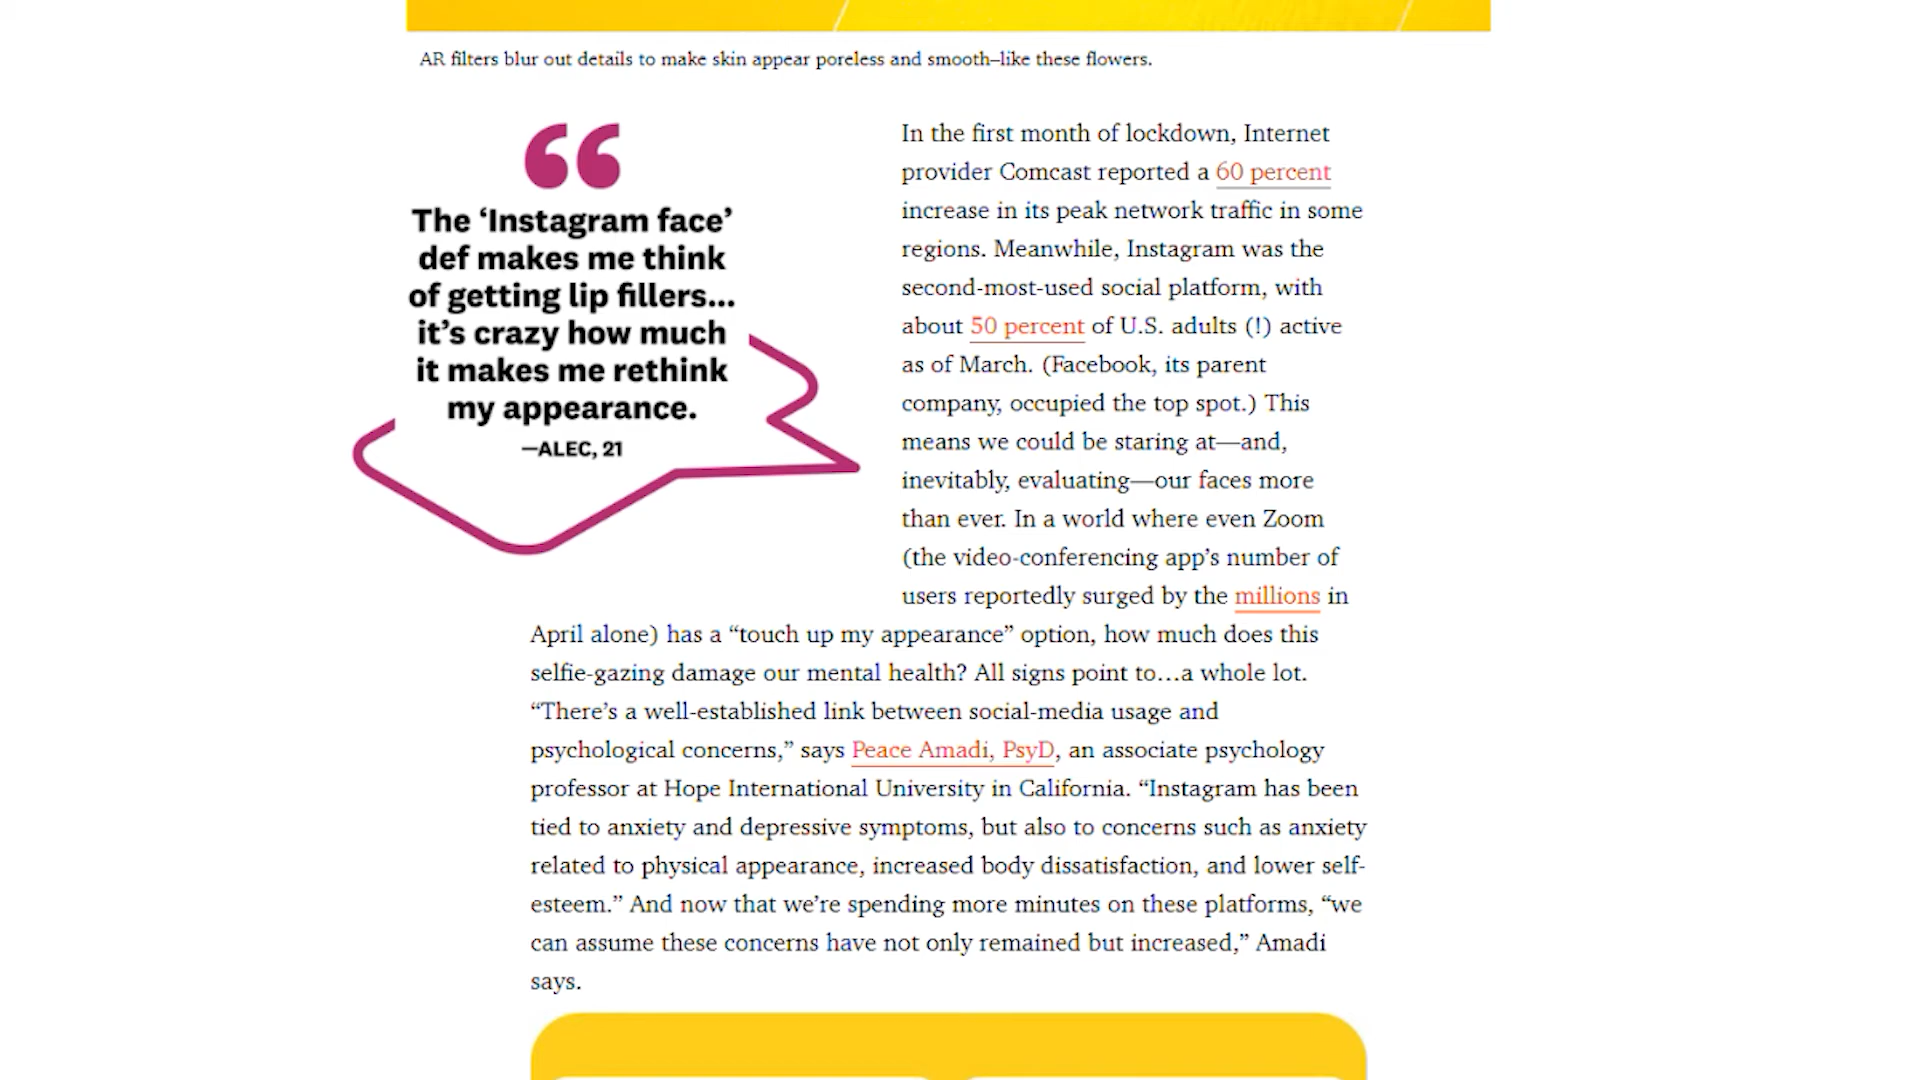 AR filters blur out details to make skin appear poreless and smooth–like these flowers.
“
The ‘Instagram face’
def makes me think
of getting lip fillers...
it’s crazy how much
it makes me rethink
my appearance.
—ALEC, 21
In the first month of lockdown, Internet
provider Comcast reported a 60 percent
increase in its peak network traffic in some
regions. Meanwhile, Instagram was the
second-most-used social platform, with
about 50 percent of U.S. adults (!) active
as of March. (Facebook, its parent
company, occupied the top spot.) This
means we could be staring at—and,
inevitably, evaluating—our faces more
than ever. In a world where even Zoom
(the video-conferencing app’s number of
users reportedly surged by the millions in
April alone) has a “touch up my appearance” option, how much does this
selfie-gazing damage our mental health? All signs point to…a whole lot.
“There’s a well-established link between social-media usage and
psychological concerns,” says Peace Amadi, PsyD, an associate psychology
professor at Hope International University in California. “Instagram has been
tied to anxiety and depressive symptoms, but also to concerns such as anxiety
related to physical appearance, increased body dissatisfaction, and lower self-
esteem.” And now that we’re spending more minutes on these platforms, “we
can assume these concerns have not only remained but increased,” Amadi
says.